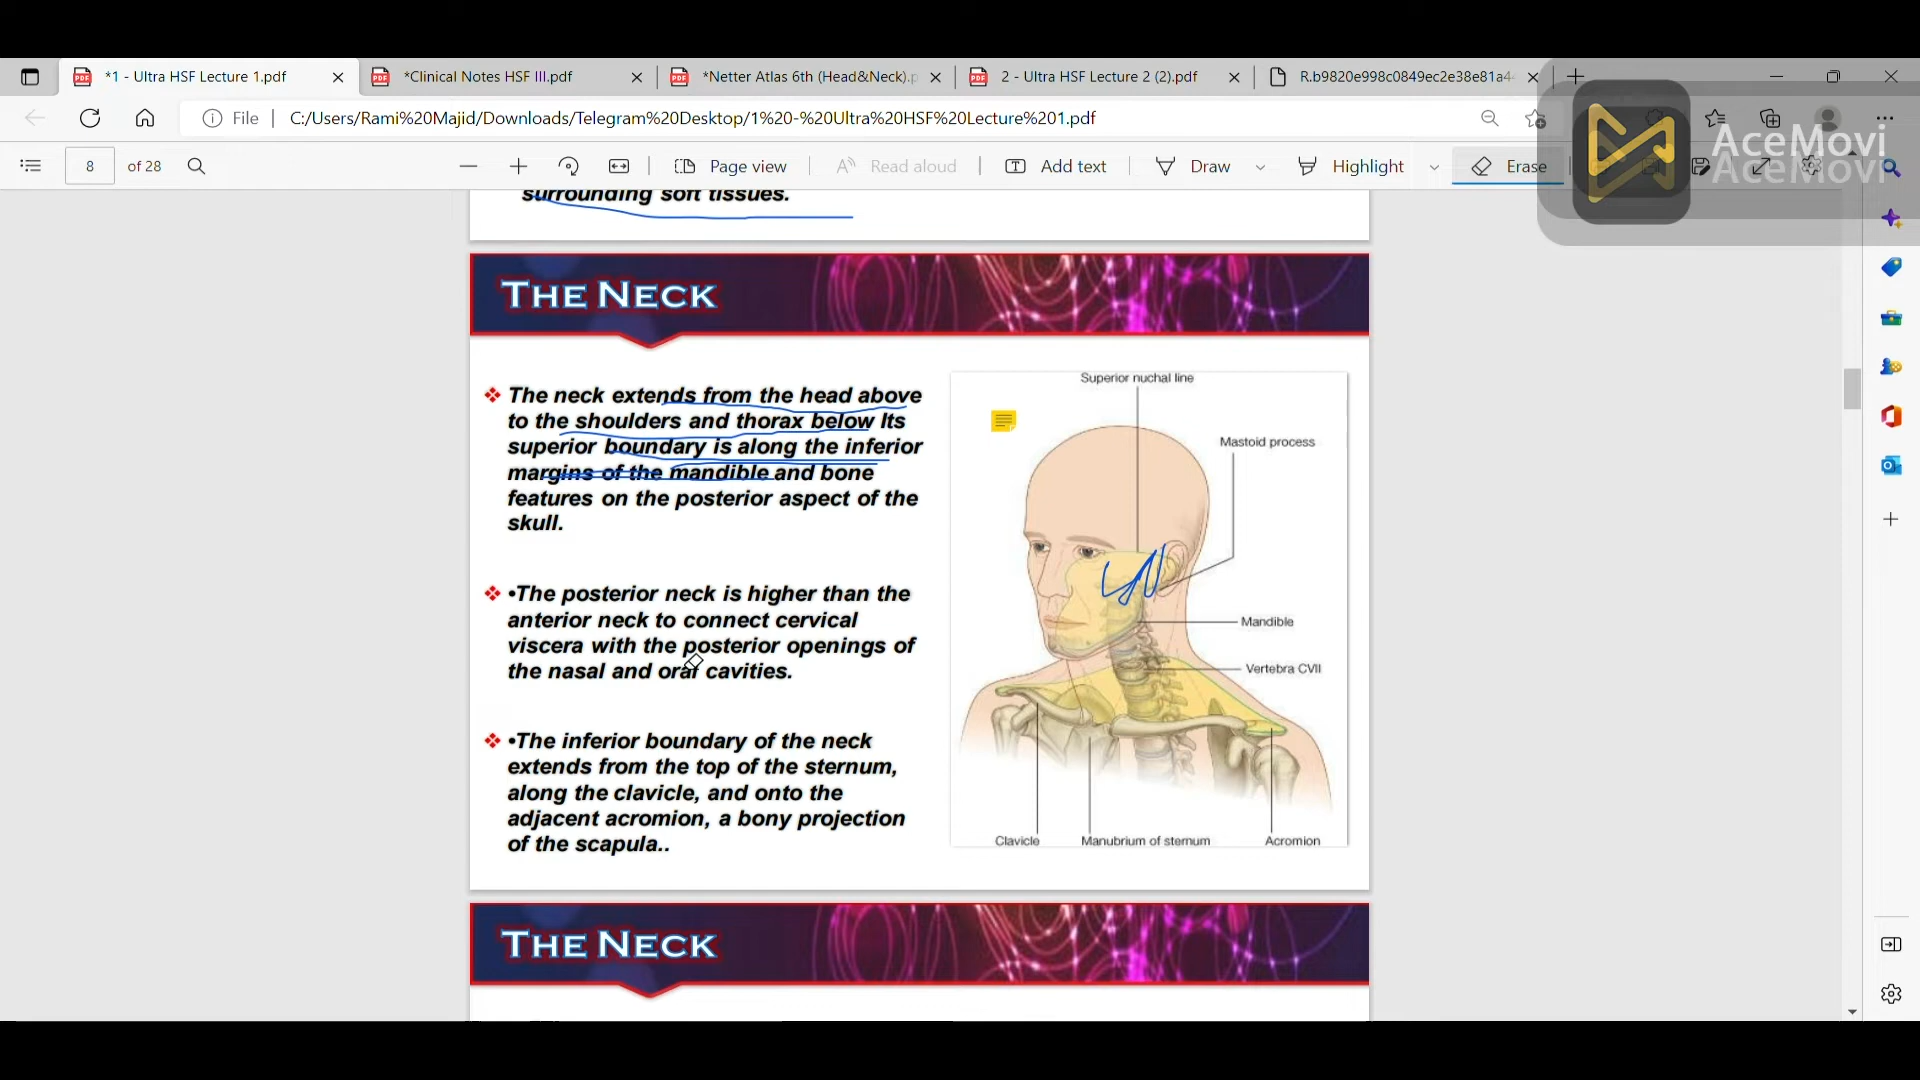 *1 - Ultra HSF Lecture 1.pdf
*Clinical Notes HSF III.pdf
*Netter Atlas 6th (Head&Neck).p
2 - Ultra HSF Lecture 2 (2).pdf
R.b9820e998c0849ec2e38e81a4
File
C:/Users/Rami%20Majid/Downloads/Telegram%20Desktop/1%20-%20Ultra%20HSF%20Lecture%201.pdf
8 of 28
Page view
Read aloud
Add text
Draw
Highlight
Erase
AceMovi
AceMovi
surrounding soft tissues.
THE NECK
The neck extends from the head above
to the shoulders and thorax below Its
superior boundary is along the inferior
margins of the mandible and bone
features on the posterior aspect of the
skull.
•The posterior neck is higher than the
anterior neck to connect cervical
viscera with the posterior openings of
the nasal and oral cavities.
•The inferior boundary of the neck
extends from the top of the sternum,
along the clavicle, and onto the
adjacent acromion, a bony projection
of the scapula..
Superior nuchal line
Mastoid process
Mandible
Vertebra CVII
Clavicle
Manubrium of sternum
Acromion
THE NECK